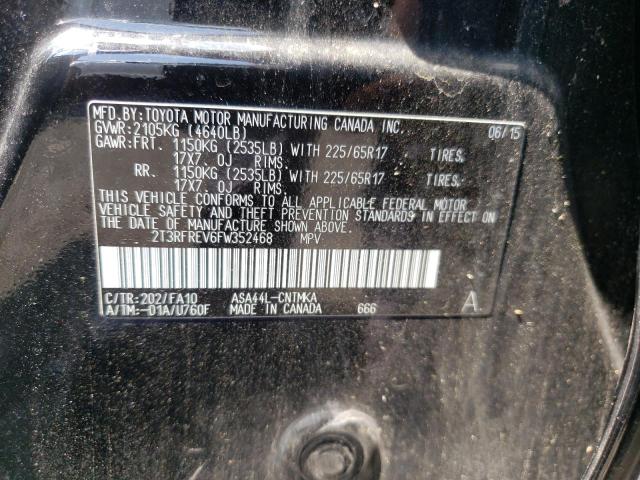 MFD.BY:TOYOTA MOTOR MANUFACTURING CANADA INC. 06/15
GVWR:2105KG (4640LB)
GAWR:FRT. 1150KG (2535LB) WITH 225/65R17 TIRES.
17X7.0J RIMS.
RR. 1150KG (2535LB) WITH 225/65R17 TIRES.
17X7.0J RIMS.
THIS VEHICLE CONFORMS TO ALL APPLICABLE FEDERAL MOTOR
VEHICLE SAFETY AND THEFT PREVENTION STANDARDS IN EFFECT ON
THE DATE OF MANUFACTURE SHOWN ABOVE.
2T3RFREV6FW352468 MPV
C/TR:202/FA10 ASA44L-CNTMKA
A/TM:-01A/U760F MADE IN CANADA 666 A